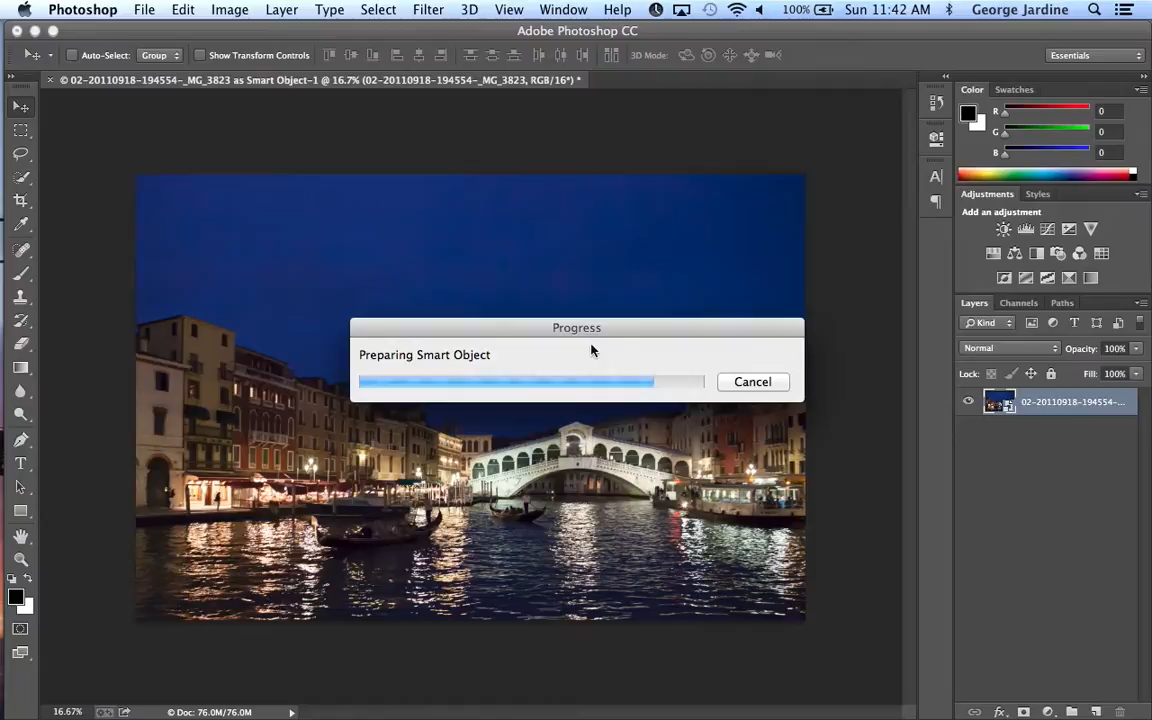 Photoshop File Edit Image Layer Type Select Filter 3D View Window Help 100% Sun 11:42 AM George Jardine
Adobe Photoshop CC
Auto-Select: Group Show Transform Controls 3D Mode: Essentials
© 02-20110918-194554-_MG_3823 as Smart Object-1 @ 16.7% (02-20110918-194554-_MG_3823, RGB/16*) *
Color Swatches
R 0
G 0
B 0
Adjustments Styles
Add an adjustment
Layers Channels Paths
Kind
Normal Opacity: 100%
Lock: Fill: 100%
02-20110918-194554-...
Progress
Preparing Smart Object
Cancel
16.67% © Doc: 76.0M/76.0M